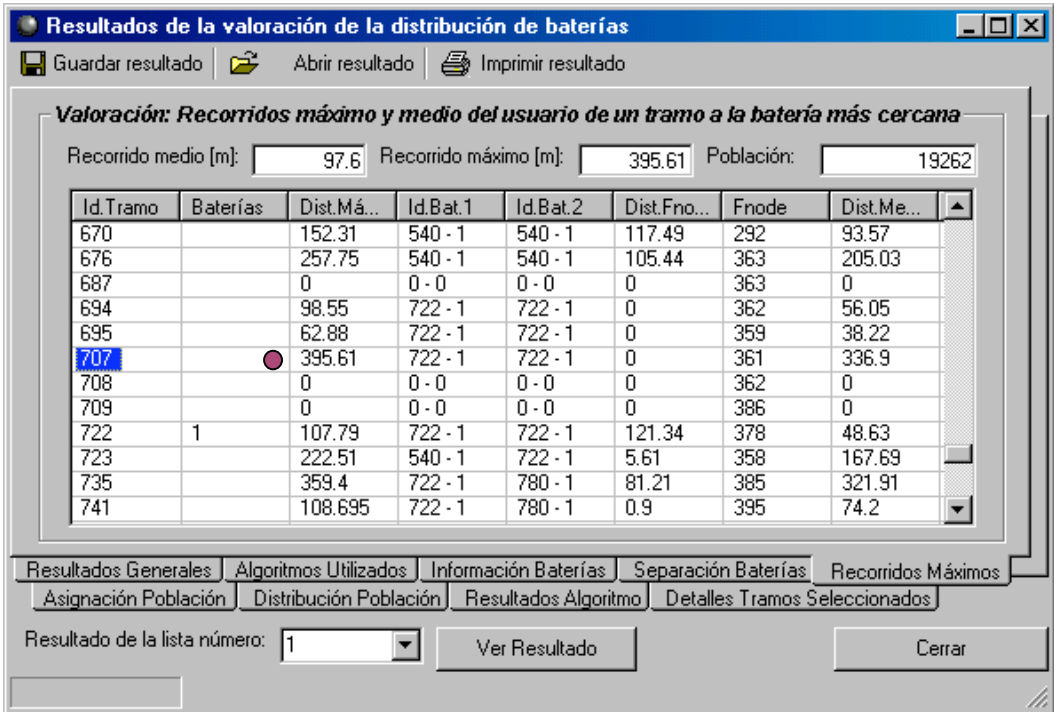 Resultados de la valoración de la distribución de baterías
Guardar resultado Abrir resultado Imprimir resultado
Valoración: Recorridos máximo y medio del usuario de un tramo a la batería más cercana
Recorrido medio [m]: 97.6 Recorrido máximo [m]: 395.61 Población: 19262
Id.Tramo Baterías Dist.Má... Id.Bat.1 Id.Bat.2 Dist.Fno... Fnode Dist.Me...
670 152.31 540 - 1 540 - 1 117.49 292 93.57
676 257.75 540 - 1 540 - 1 105.44 363 205.03
687 0 0 - 0 0 - 0 0 363 0
694 98.55 722 - 1 722 - 1 0 362 56.05
695 62.88 722 - 1 722 - 1 0 359 38.22
707 395.61 722 - 1 722 - 1 0 361 336.9
708 0 0 - 0 0 - 0 0 362 0
709 0 0 - 0 0 - 0 0 386 0
722 1 107.79 722 - 1 722 - 1 121.34 378 48.63
723 222.51 540 - 1 722 - 1 5.61 358 167.69
735 359.4 722 - 1 780 - 1 81.21 385 321.91
741 108.695 722 - 1 780 - 1 0.9 395 74.2
Resultados Generales Algoritmos Utilizados Información Baterías Separación Baterías Recorridos Máximos
Asignación Población Distribución Población Resultados Algoritmo Detalles Tramos Seleccionados
Resultado de la lista número: 1 Ver Resultado Cerrar